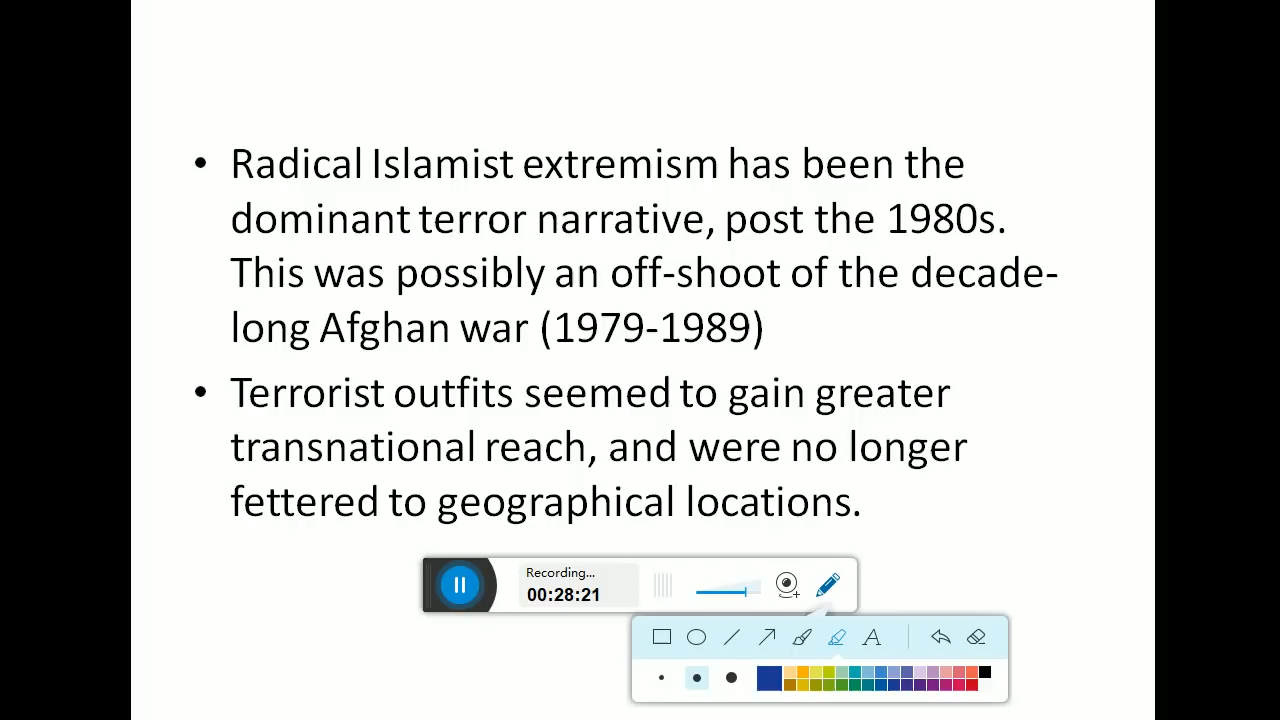 • Radical Islamist extremism has been the
dominant terror narrative, post the 1980s.
This was possibly an off-shoot of the decade-
long Afghan war (1979-1989)
• Terrorist outfits seemed to gain greater
transnational reach, and were no longer
fettered to geographical locations.
Recording...
00:28:21
A